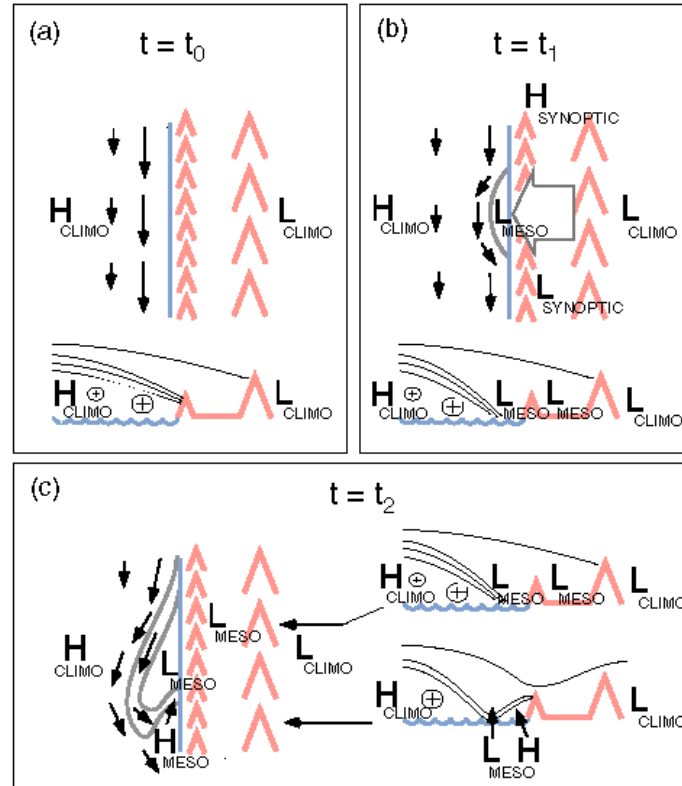 (a)
t = t0
H CLIMO
L CLIMO
H CLIMO
L CLIMO
(b)
t = t1
H SYNOPTIC
H CLIMO
L MESO
L CLIMO
L SYNOPTIC
H CLIMO
L MESO
L MESO
L CLIMO
(c)
t = t2
H CLIMO
L MESO
L MESO
L CLIMO
H MESO
H CLIMO
L MESO
L MESO
L CLIMO
H CLIMO
L CLIMO
L MESO
H